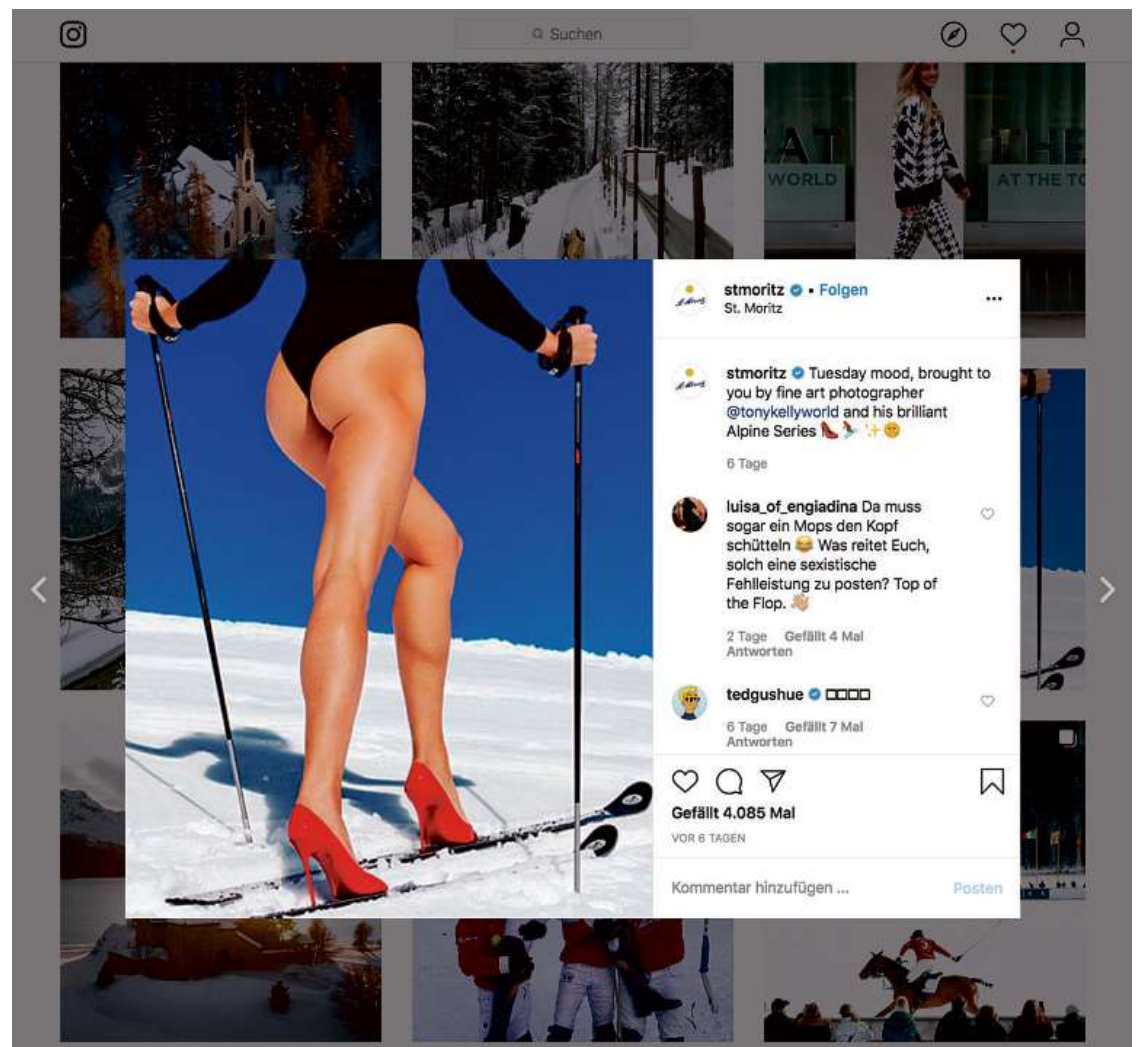 Suchen
EAT
THE
WORLD
AT THE TO
stmoritz • Folgen
St. Moritz
stmoritz Tuesday mood, brought to
you by fine art photographer
@tonykellyworld and his brilliant
Alpine Series
6 Tage
luisa_of_engiadina Da muss
sogar ein Mops den Kopf
schütteln 😂 Was reitet Euch,
solch eine sexistische
Fehlleistung zu posten? Top of
the Flop. 👏🏼
2 Tage Gefällt 4 Mal
Antworten
tedgushue □□□□
6 Tage Gefällt 7 Mal
Antworten
Gefällt 4.085 Mal
VOR 6 TAGEN
Kommentar hinzufügen ...
Posten